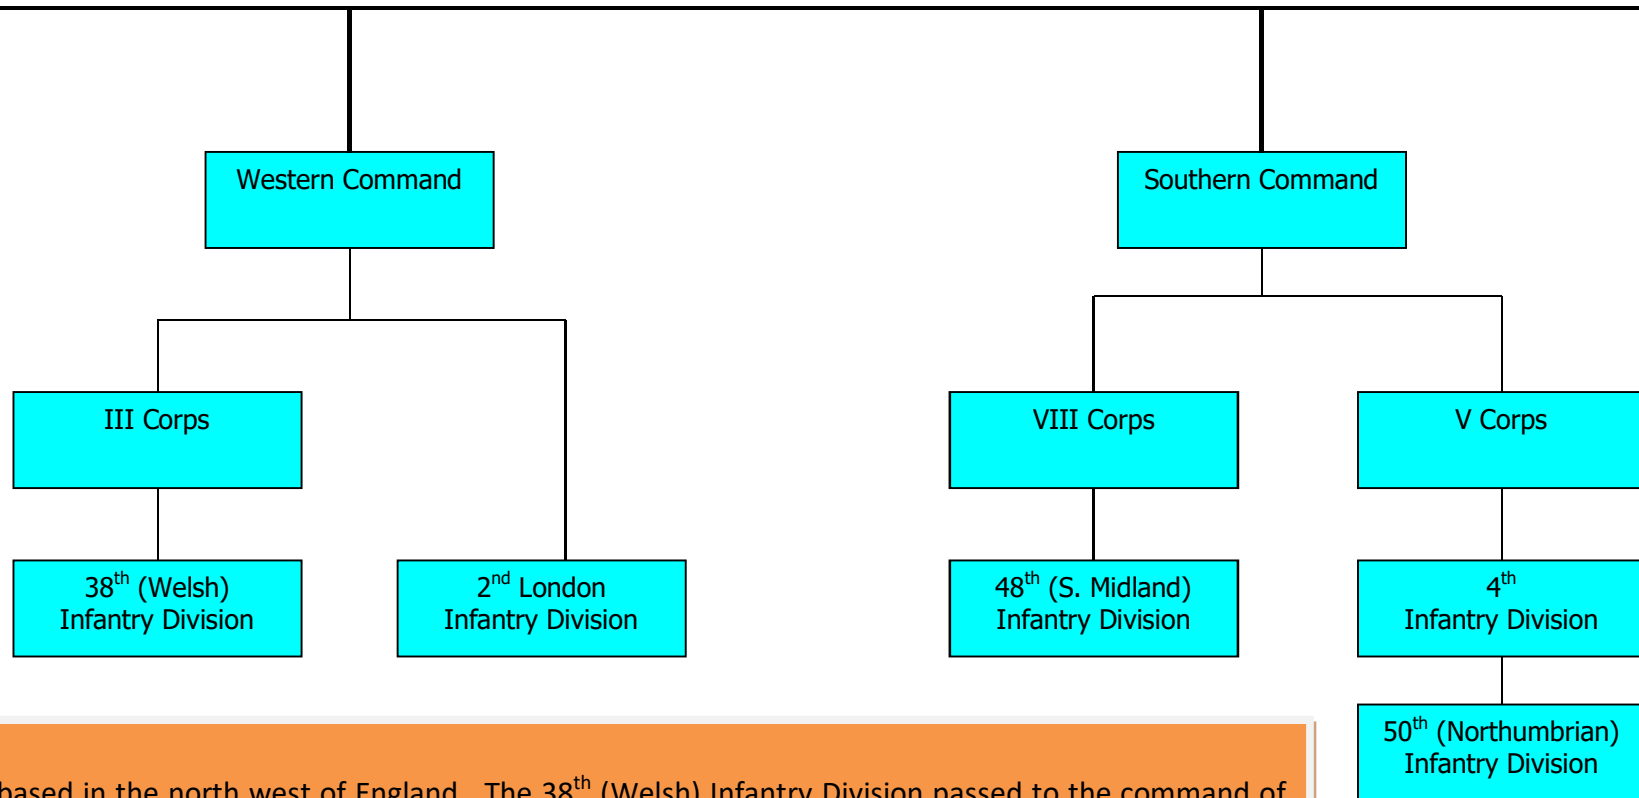 Western Command
Southern Command
III Corps
VIII Corps
V Corps
38th (Welsh)
Infantry Division
2nd London
Infantry Division
48th (S. Midland)
Infantry Division
4th
Infantry Division
50th (Northumbrian)
Infantry Division
based in the north west of England. The 38th (Welsh) Infantry Division passed to the command of